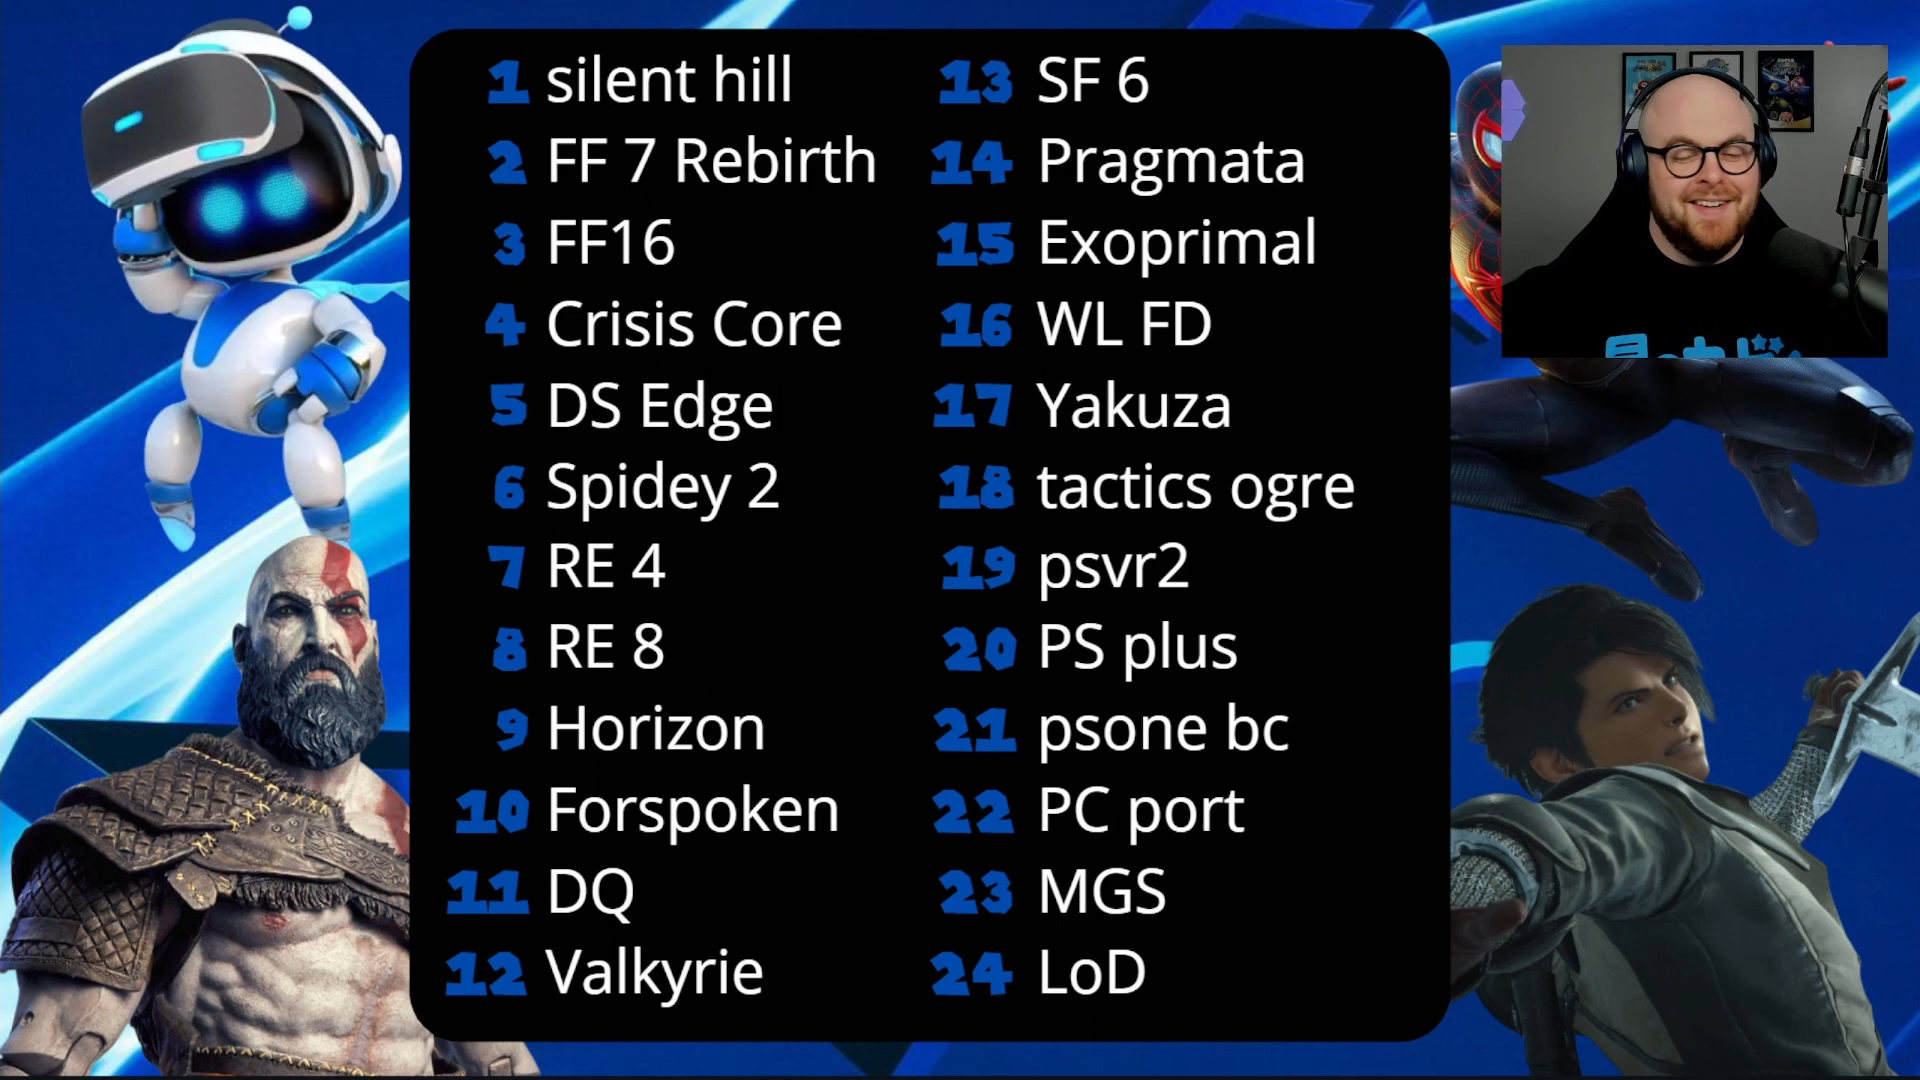 1 silent hill
2 FF 7 Rebirth
3 FF16
4 Crisis Core
5 DS Edge
6 Spidey 2
7 RE 4
8 RE 8
9 Horizon
10 Forspoken
11 DQ
12 Valkyrie
13 SF 6
14 Pragmata
15 Exoprimal
16 WL FD
17 Yakuza
18 tactics ogre
19 psvr2
20 PS plus
21 psone bc
22 PC port
23 MGS
24 LoD